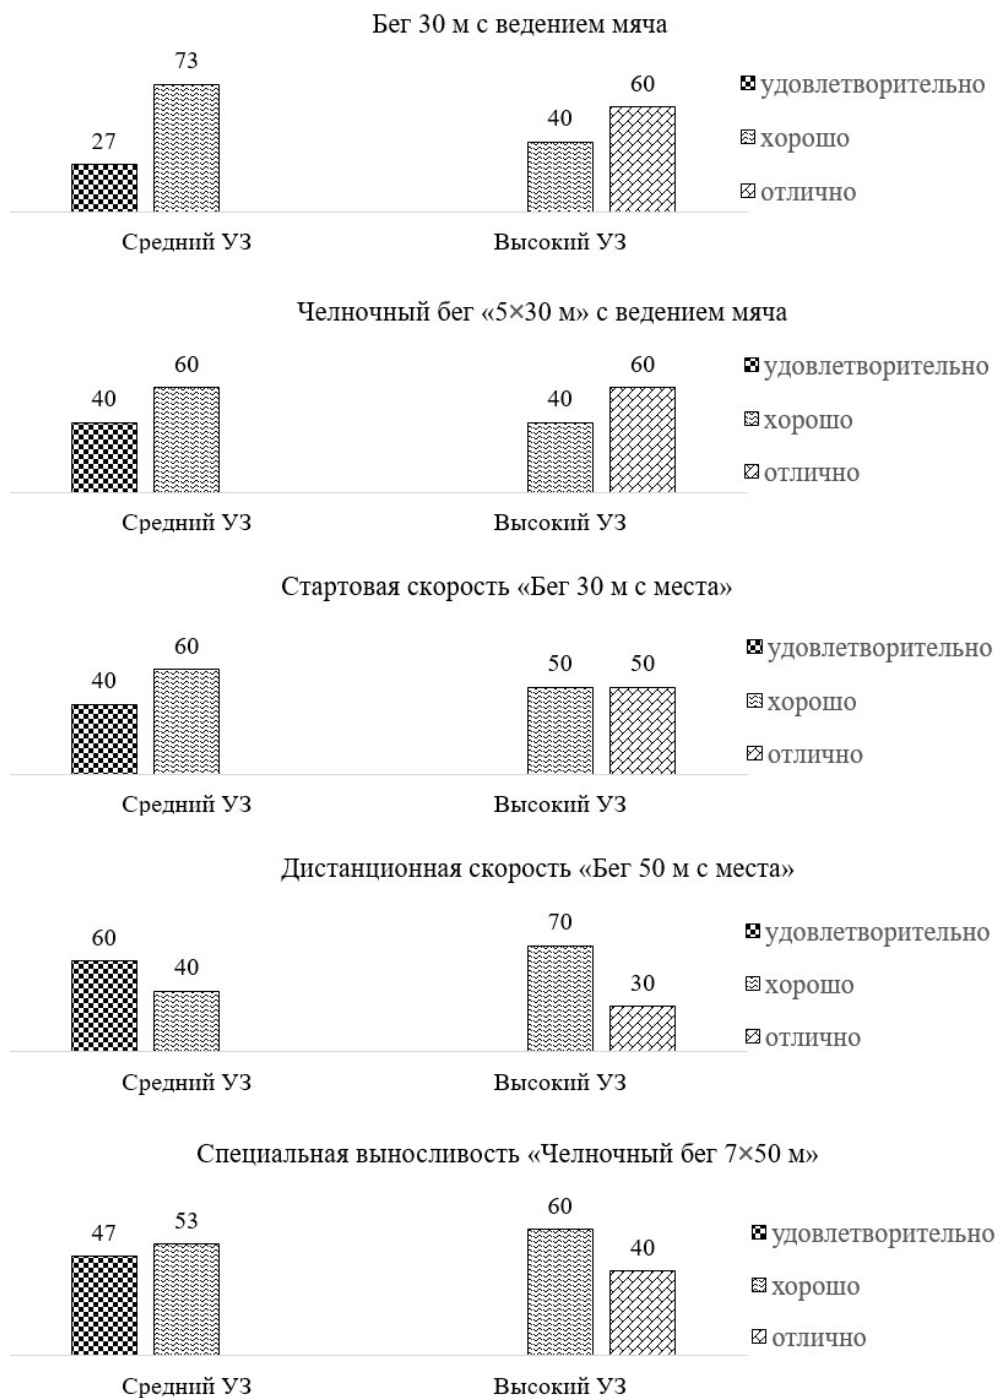 Бег 30 м с ведением мяча
73
60
удовлетворительно
27
40
хорошо
отлично
Средний УЗ
Высокий УЗ
Челночный бег «5×30 м» с ведением мяча
60
60
удовлетворительно
40
40
хорошо
отлично
Средний УЗ
Высокий УЗ
Стартовая скорость «Бег 30 м с места»
60
удовлетворительно
40
50
50
хорошо
отлично
Средний УЗ
Высокий УЗ
Дистанционная скорость «Бег 50 м с места»
60
70
удовлетворительно
40
30
хорошо
отлично
Средний УЗ
Высокий УЗ
Специальная выносливость «Челночный бег 7×50 м»
47
53
60
удовлетворительно
40
хорошо
отлично
Средний УЗ
Высокий УЗ